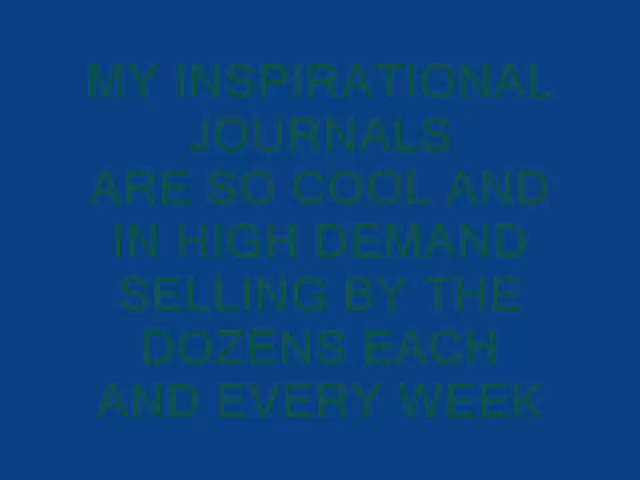 MY INSPIRATIONAL
JOURNALS
ARE SO COOL AND
IN HIGH DEMAND
SELLING BY THE
DOZENS EACH
AND EVERY WEEK